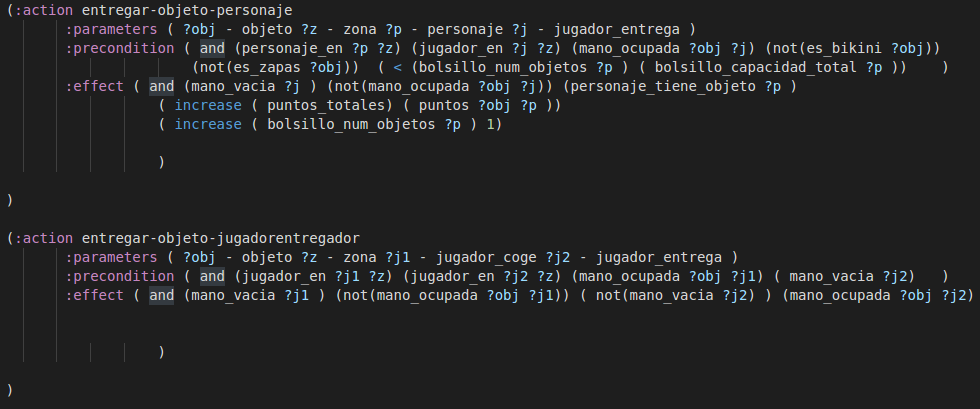 (:action entregar-objeto-personaje
:parameters ( ?obj - objeto ?z - zona ?p - personaje ?j - jugador_entrega )
:precondition ( and (personaje_en ?p ?z) (jugador_en ?j ?z) (mano_ocupada ?obj ?j) (not(es_bikini ?obj))
(not(es_zapas ?obj))  ( < (bolsillo_num_objetos ?p ) ( bolsillo_capacidad_total ?p ))    )
:effect ( and (mano_vacia ?j ) (not(mano_ocupada ?obj ?j)) (personaje_tiene_objeto ?p )
( increase ( puntos_totales) ( puntos ?obj ?p ))
( increase ( bolsillo_num_objetos ?p ) 1)
)
)
(:action entregar-objeto-jugadorentregador
:parameters ( ?obj - objeto ?z - zona ?j1 - jugador_coge ?j2 - jugador_entrega )
:precondition ( and (jugador_en ?j1 ?z) (jugador_en ?j2 ?z) (mano_ocupada ?obj ?j1) ( mano_vacia ?j2)   )
:effect ( and (mano_vacia ?j1 ) (not(mano_ocupada ?obj ?j1)) ( not(mano_vacia ?j2) ) (mano_ocupada ?obj ?j2)
)
)